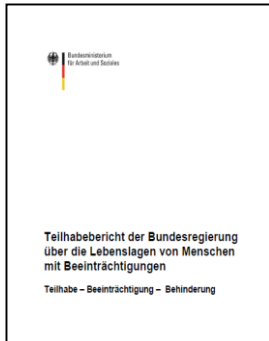 Bundesministerium
für Arbeit und Soziales
Teilhabebericht der Bundesregierung
über die Lebenslagen von Menschen
mit Beeinträchtigungen
Teilhabe – Beeinträchtigung – Behinderung